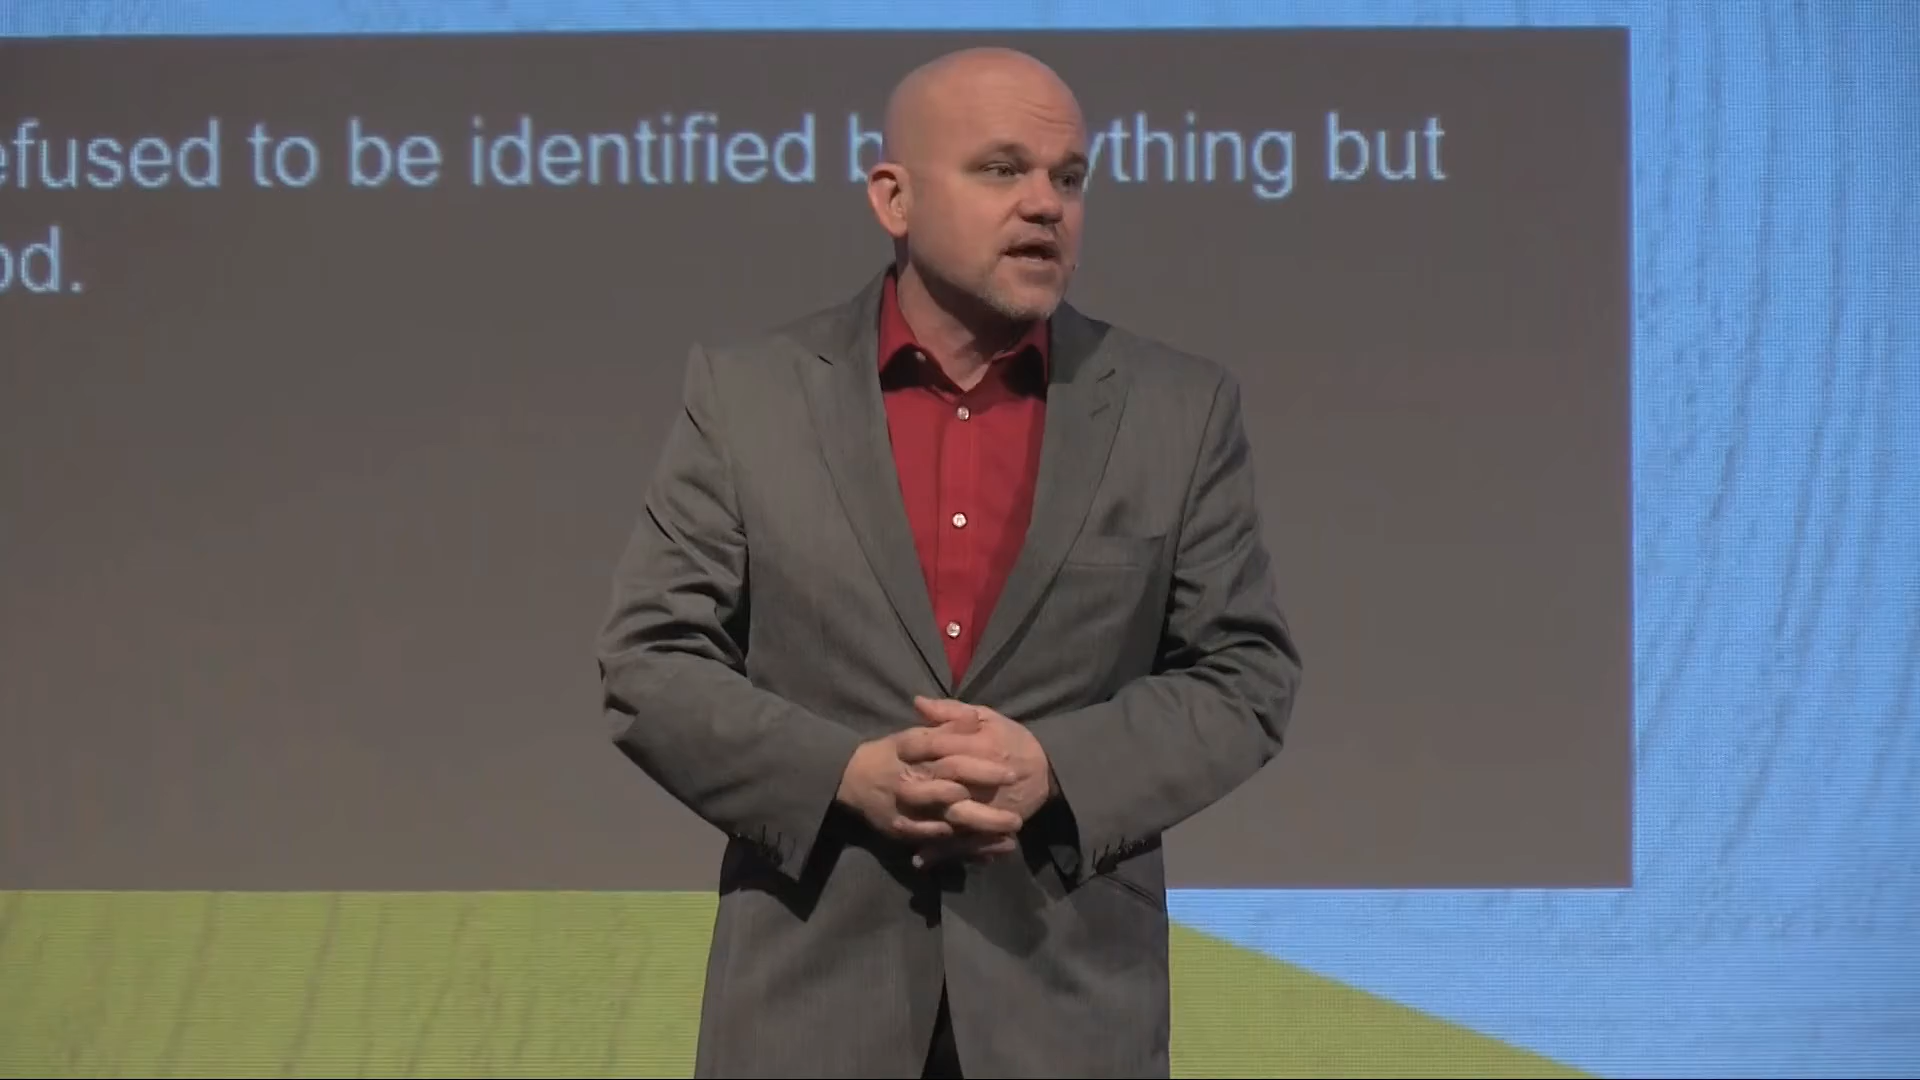 efused to be identified b ything but
od.